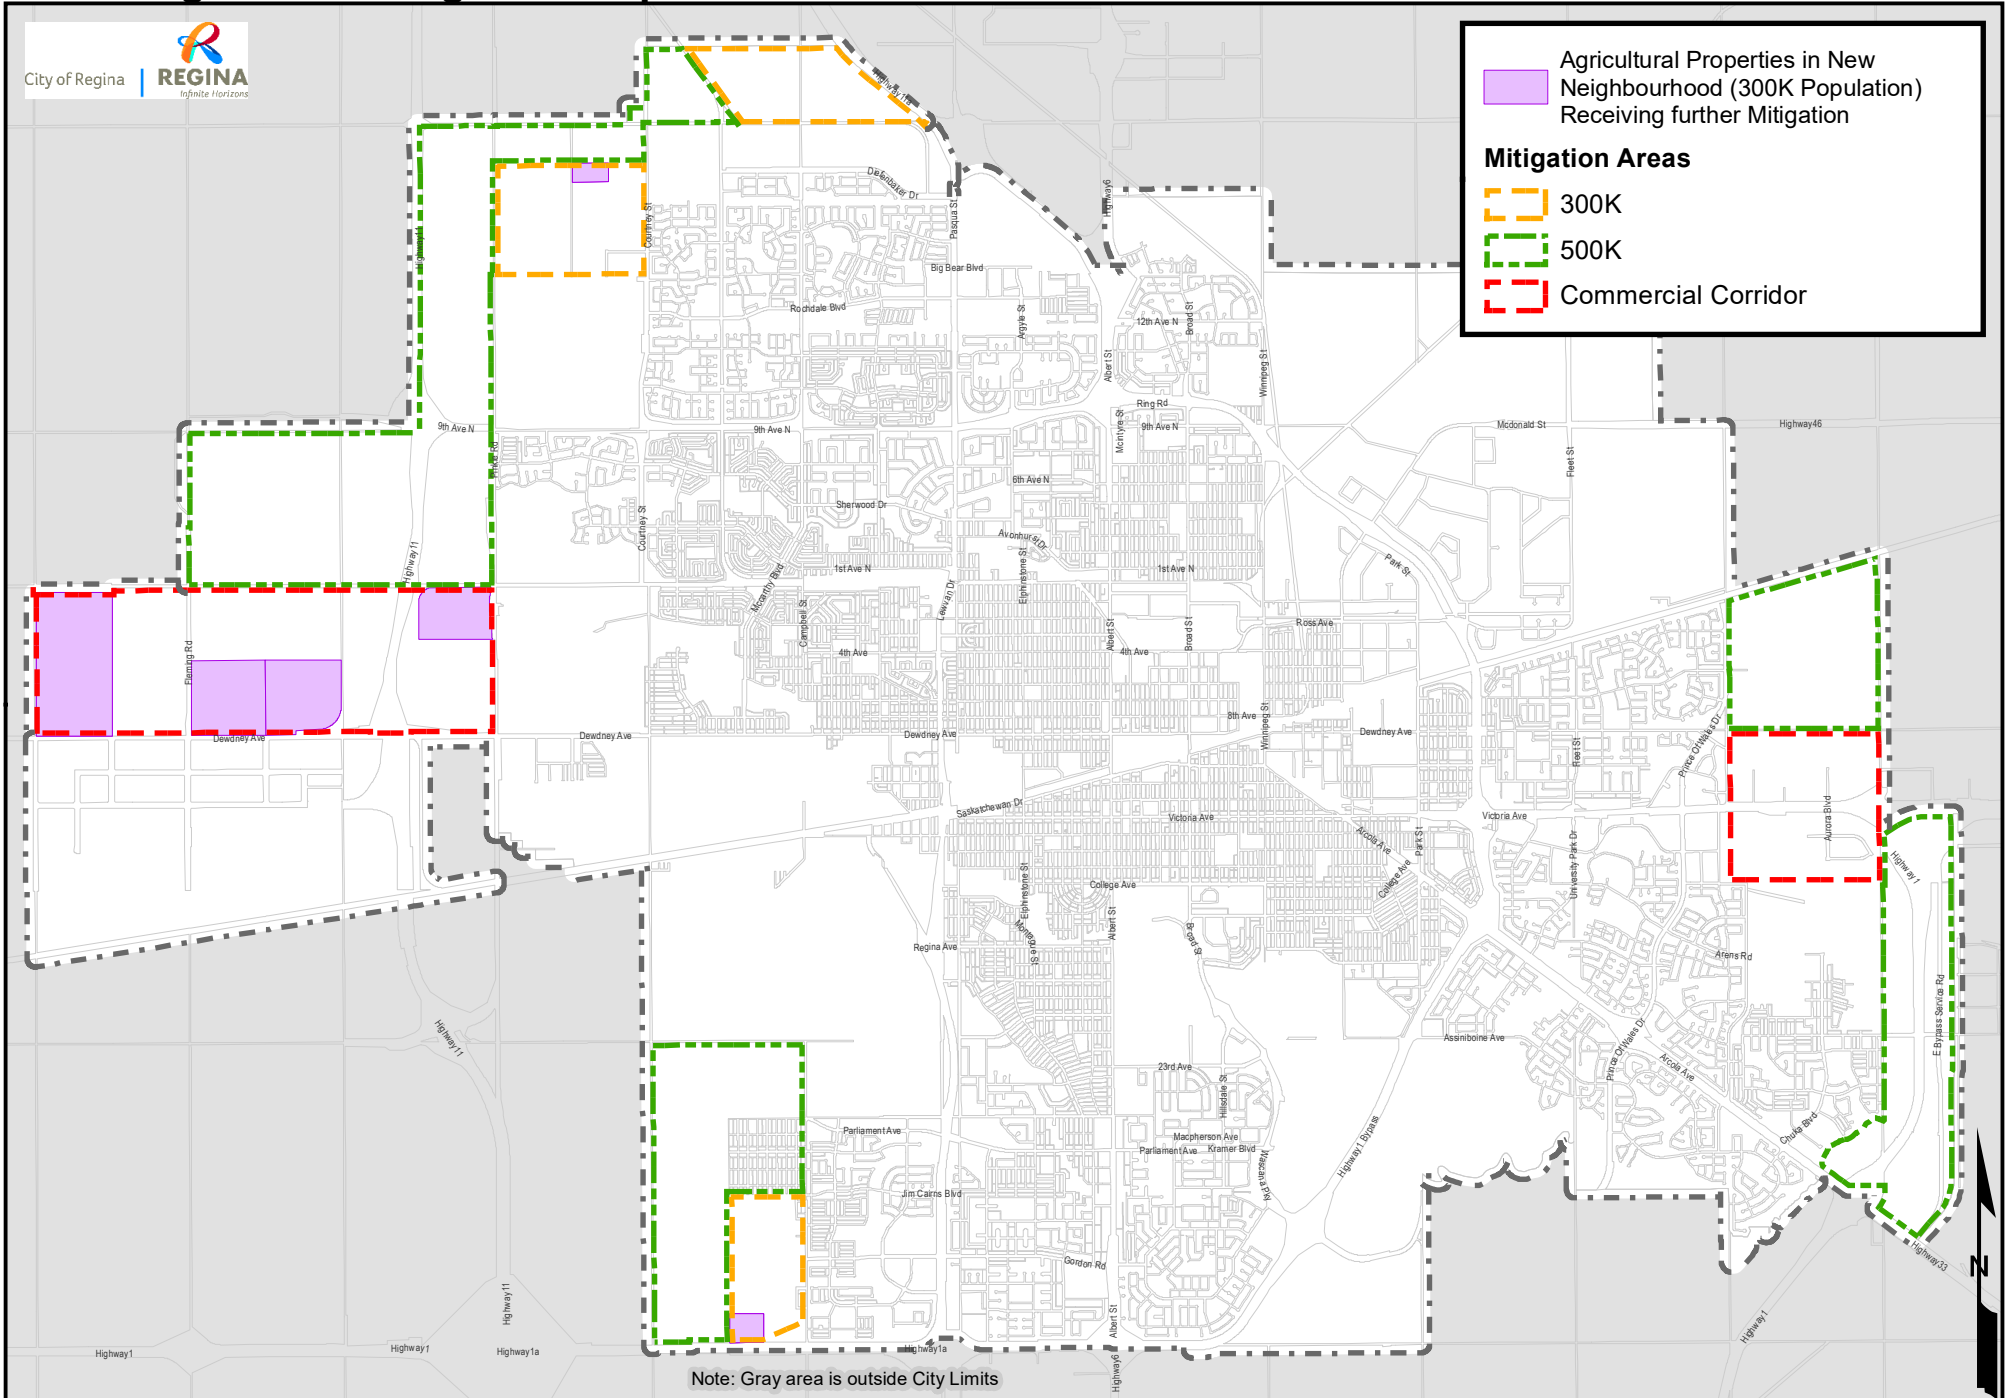 City of Regina
REGINA
Infinite Horizons
Agricultural Properties in New
Neighbourhood (300K Population)
Receiving further Mitigation
Mitigation Areas
300K
500K
Commercial Corridor
Highway11a
Diefenbaker Dr
Courtney St
Pasqua St
Highway6
Highway11
Big Bear Blvd
Rochdale Blvd
Argyle St
12th Ave N
Broad St
Albert St
Winnipeg St
Ring Rd
9th Ave N
9th Ave N
Mcintyre St
9th Ave N
Mcdonald St
Highway46
Pinkie Rd
Fleet St
6th Ave N
Sherwood Dr
Courtney St
Avonhurst Dr
Highway11
1st Ave N
Elphinstone St
1st Ave N
Park St
Mccarthy Blvd
Campbell St
Lewvan Dr
Albert St
Broad St
Ross Ave
Fleming Rd
4th Ave
4th Ave
8th Ave
Winnipeg St
Prince Of Wales Dr
Dewdney Ave
Dewdney Ave
Dewdney Ave
Dewdney Ave
Fleet St
Saskatchewan Dr
Victoria Ave
Victoria Ave
Aurora Blvd
Arcola Ave
Park St
University Park Dr
Highway1
College Ave
College Ave
Elphinstone St
Albert St
Montague St
Broad St
Regina Ave
Arens Rd
Highway11
E Bypass Service Rd
Assiniboine Ave
Prince Of Wales Dr
Arcola Ave
23rd Ave
Hillsdale St
Chuka Blvd
Parliament Ave
Macpherson Ave
Parliament Ave
Kramer Blvd
Highway1 Bypass
Wascana Pky
Jim Cairns Blvd
Gordon Rd
Highway33
N
Highway11
Albert St
Highway1
Highway1
Highway1
Highway1a
Highway1a
Highway6
Note: Gray area is outside City Limits